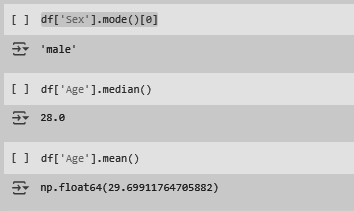 [ ] df['Sex'].mode()[0]
'male'
[ ] df['Age'].median()
28.0
[ ] df['Age'].mean()
np.float64(29.69911764705882)